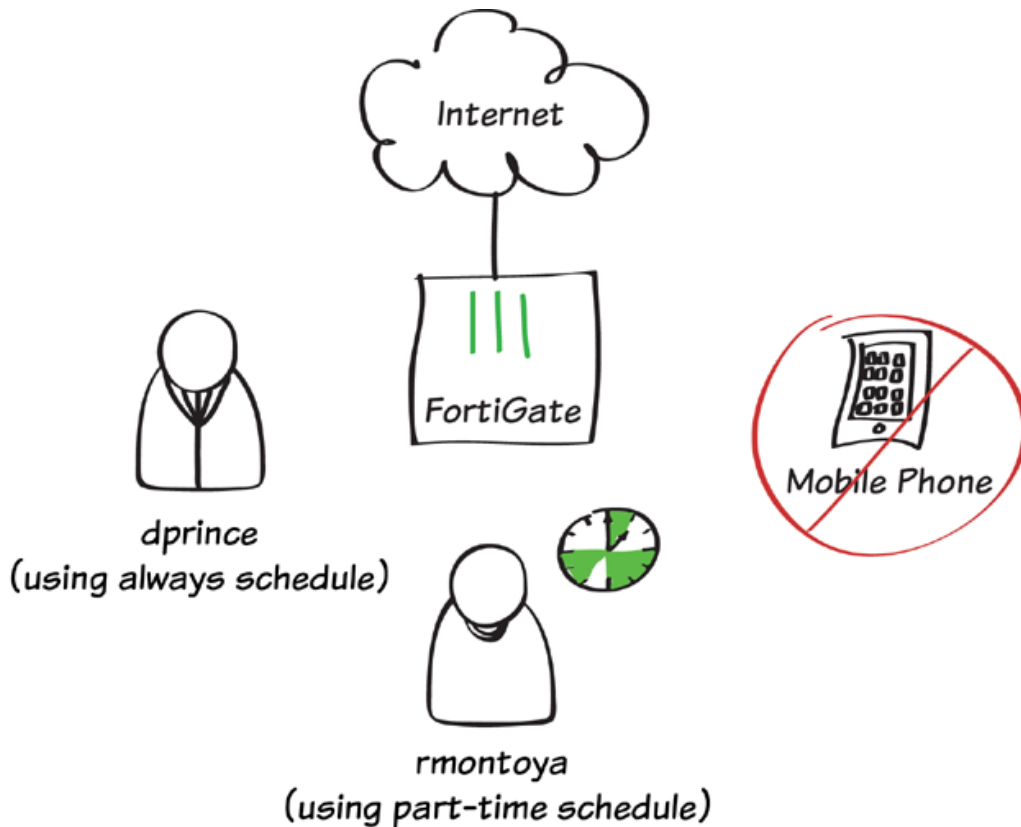 Internet
FortiGate
Mobile Phone
dprince
(using always schedule)
rmontoya
(using part-time schedule)